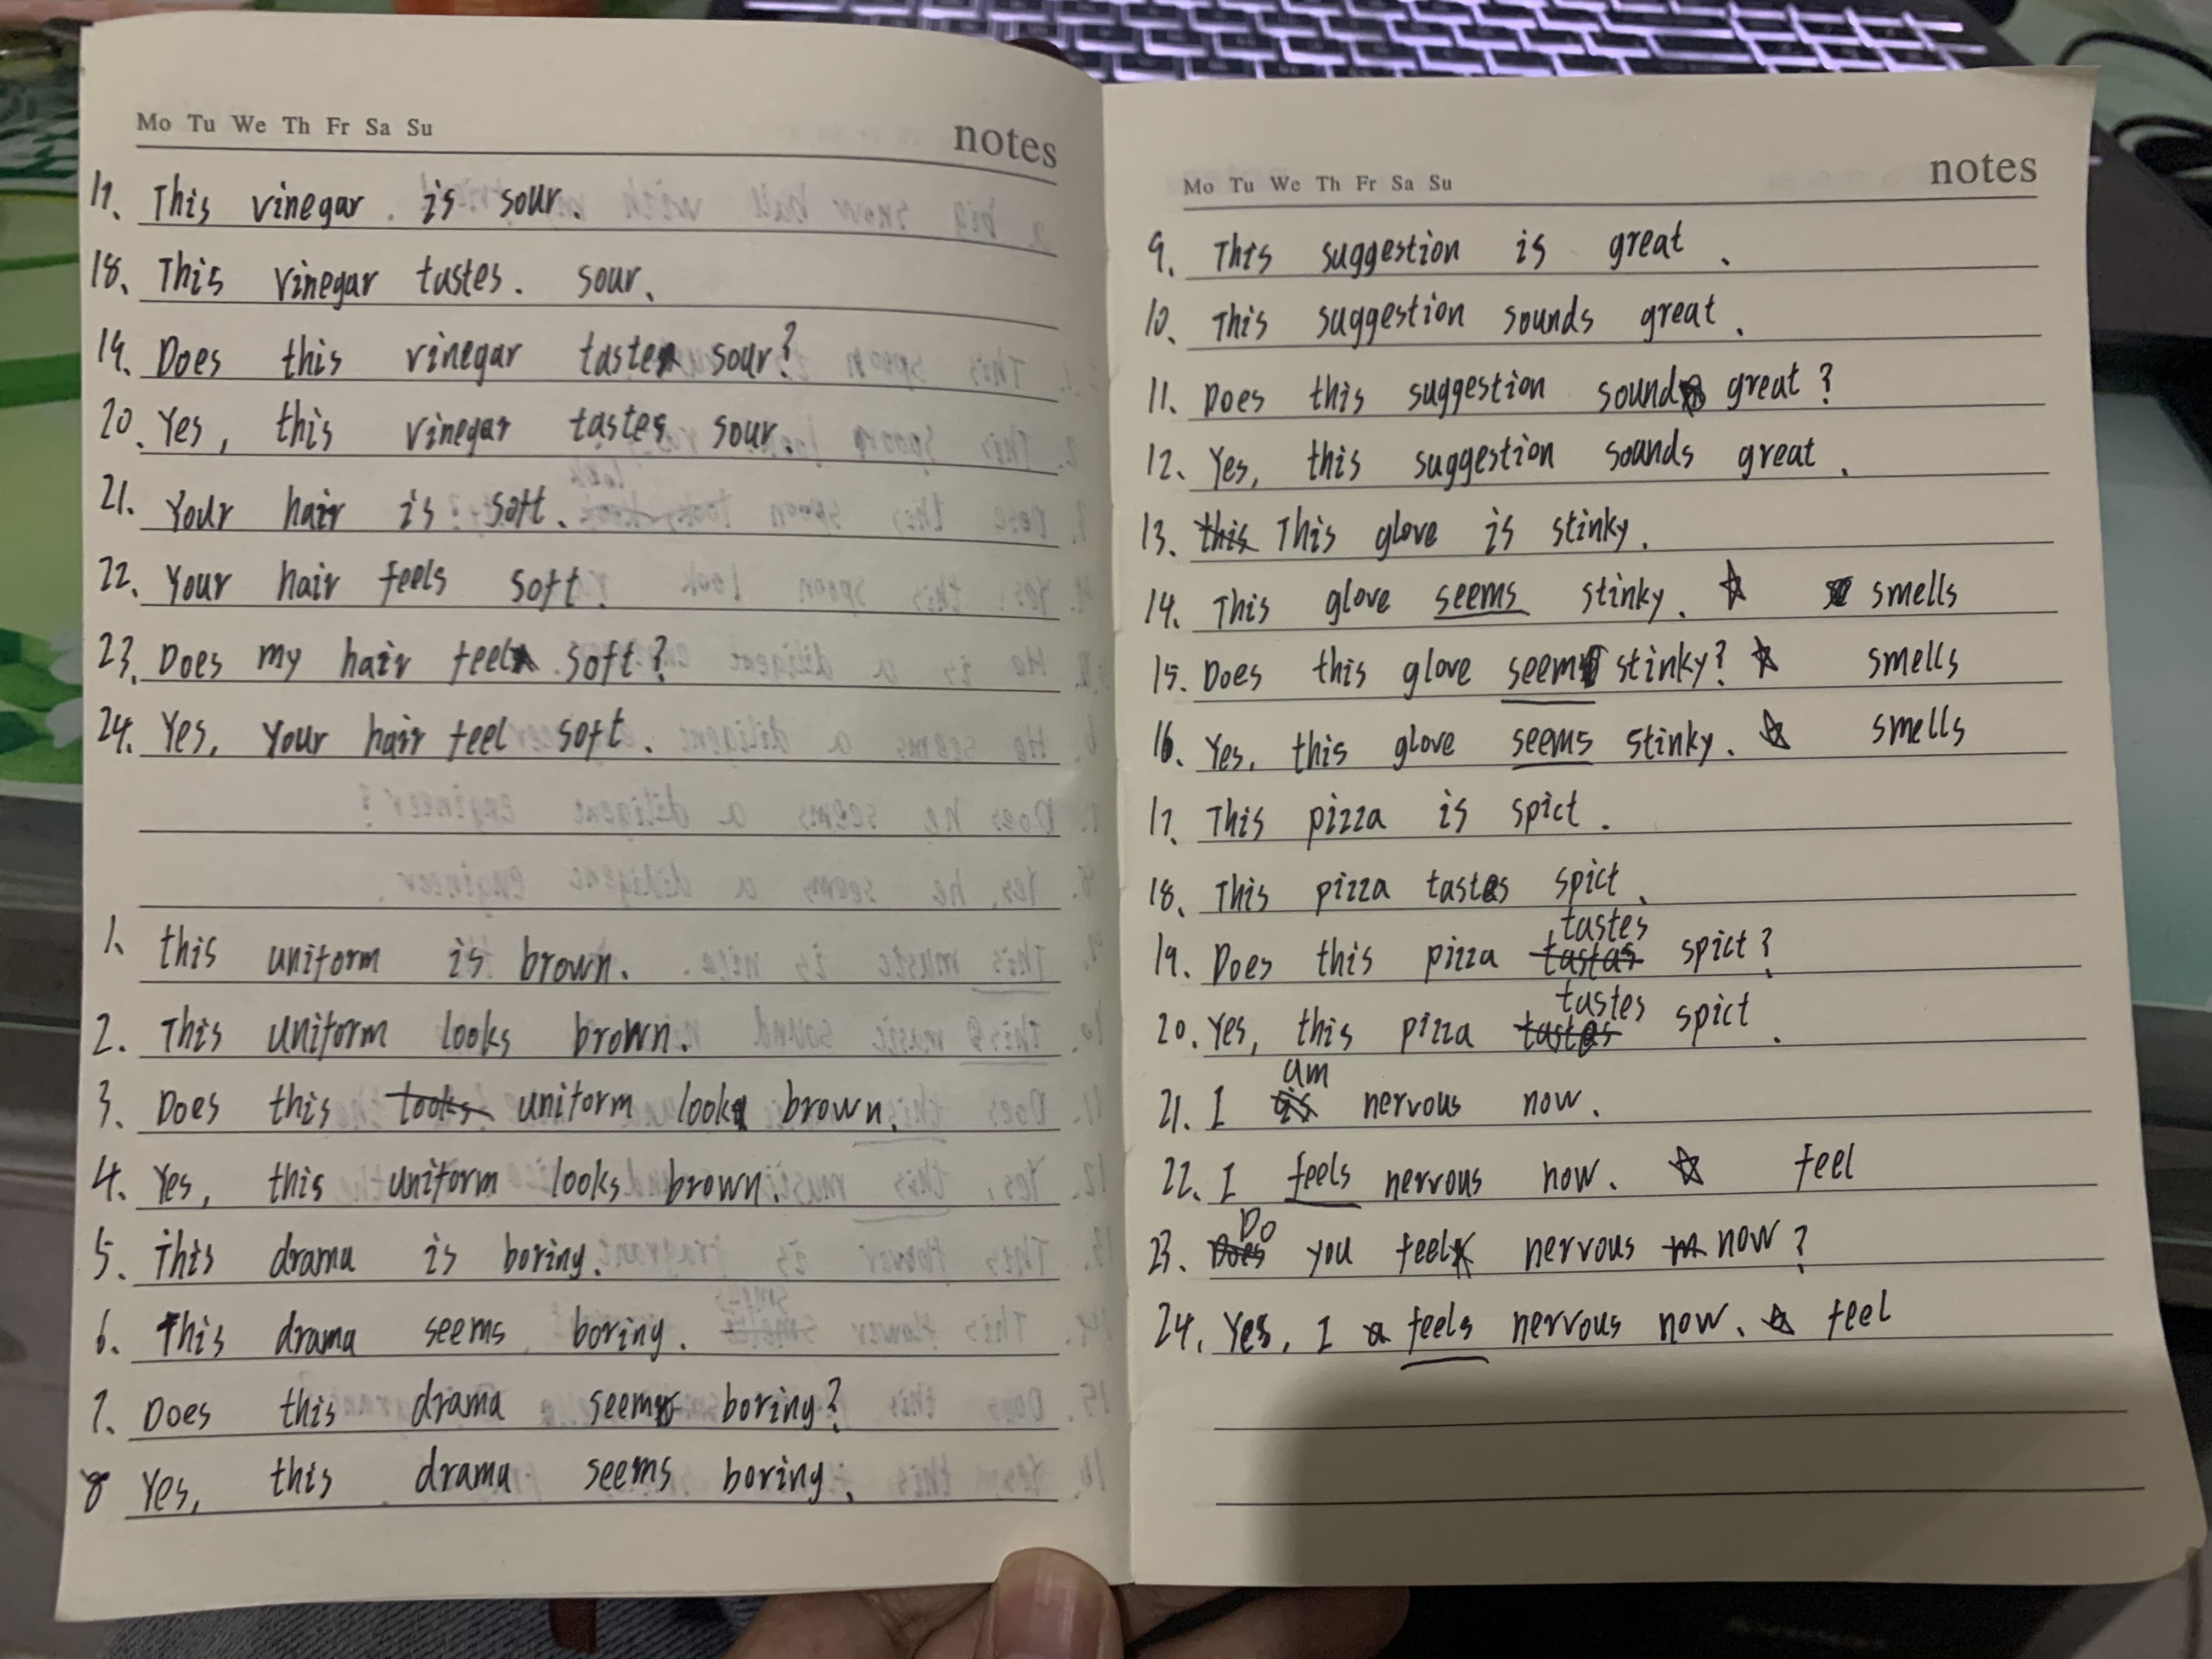 Mo Tu We Th Fr Sa Su notes
17. This vinegar is sour.
18. This vinegar tastes. sour.
19. Does this vinegar taste sour?
20. Yes, this vinegar tastes sour.
21. Your hair is soft.
22. Your hair feels soft.
23. Does my hair feel soft?
24. Yes, Your hair feel soft.
1. this uniform is brown.
2. This uniform looks brown.
3. Does this looks uniform look brown.
4. Yes, this uniform looks brown.
5. This drama is boring.
6. This drama seems boring.
7. Does this drama seem boring?
8 Yes, this drama seems boring.
Mo Tu We Th Fr Sa Su notes
9. This suggestion is great.
10. This suggestion sounds great.
11. Does this suggestion sound great?
12. Yes, this suggestion sounds great.
13. this This glove is stinky.
14. This glove seems stinky. ☆ smells
15. Does this glove seem stinky? ☆ smells
16. Yes, this glove seems stinky. ☆ smells
17. This pizza is spict.
18. This pizza tastes spict.
tastes
19. Does this pizza tastas spict?
tastes
20. Yes, this pizza tastes spict.
am
21. I is nervous now.
22. I feels nervous now. ☆ feel
Do
23. Does you feel nervous now?
24. Yes, I a feels nervous now. ☆ feel